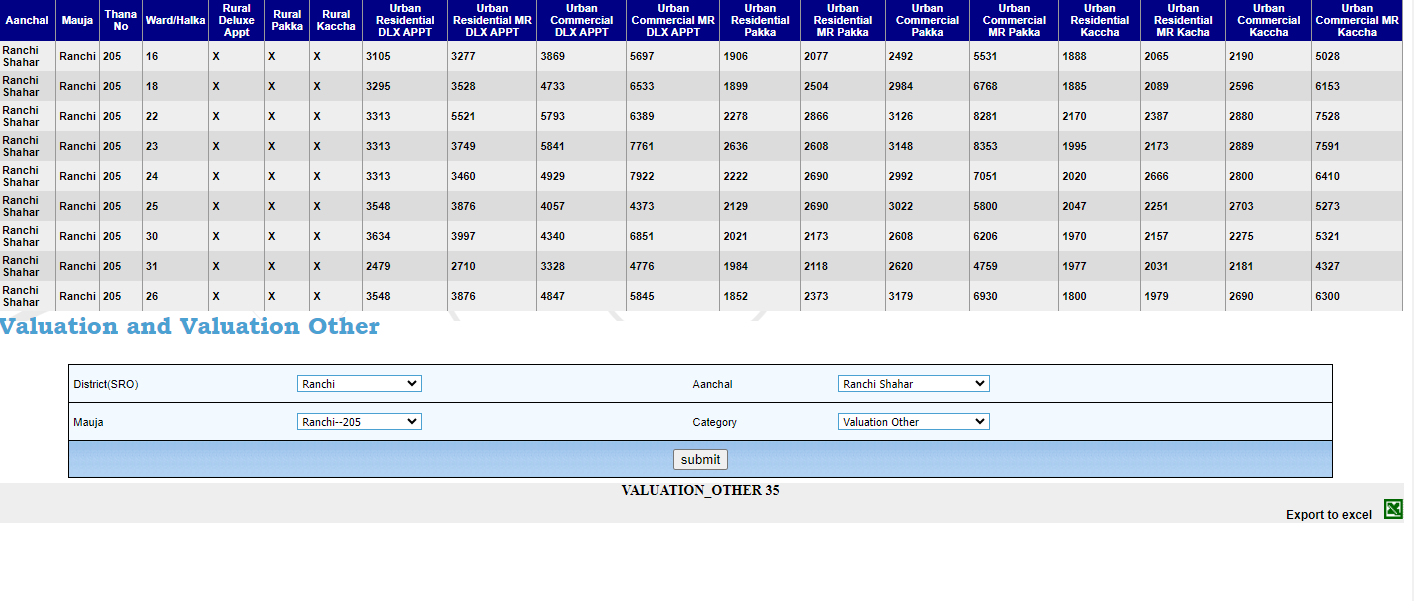 Aanchal Mauja Thana No Ward/Halka Rural Deluxe Appt Rural Pakka Rural Kaccha Urban Residential DLX APPT Urban Residential MR DLX APPT Urban Commercial DLX APPT Urban Commercial MR DLX APPT Urban Residential Pakka Urban Residential MR Pakka Urban Commercial Pakka Urban Commercial MR Pakka Urban Residential Kaccha Urban Residential MR Kacha Urban Commercial Kaccha Urban Commercial MR Kaccha
Ranchi Shahar Ranchi 205 16 X X X 3105 3277 3869 5697 1906 2077 2492 5531 1888 2065 2190 5028
Ranchi Shahar Ranchi 205 18 X X X 3295 3528 4733 6533 1899 2504 2984 6768 1885 2089 2596 6153
Ranchi Shahar Ranchi 205 22 X X X 3313 5521 5793 6389 2278 2866 3126 8281 2170 2387 2880 7528
Ranchi Shahar Ranchi 205 23 X X X 3313 3749 5841 7761 2636 2608 3148 8353 1995 2173 2889 7591
Ranchi Shahar Ranchi 205 24 X X X 3313 3460 4929 7922 2222 2690 2992 7051 2020 2666 2800 6410
Ranchi Shahar Ranchi 205 25 X X X 3548 3876 4057 4373 2129 2690 3022 5800 2047 2251 2703 5273
Ranchi Shahar Ranchi 205 30 X X X 3634 3997 4340 6851 2021 2173 2608 6206 1970 2157 2275 5321
Ranchi Shahar Ranchi 205 31 X X X 2479 2710 3328 4776 1984 2118 2620 4759 1977 2031 2181 4327
Ranchi Shahar Ranchi 205 26 X X X 3548 3876 4847 5845 1852 2373 3179 6930 1800 1979 2690 6300
Valuation and Valuation Other
District(SRO) Ranchi Aanchal Ranchi Shahar
Mauja Ranchi--205 Category Valuation Other
submit
VALUATION_OTHER 35
Export to excel